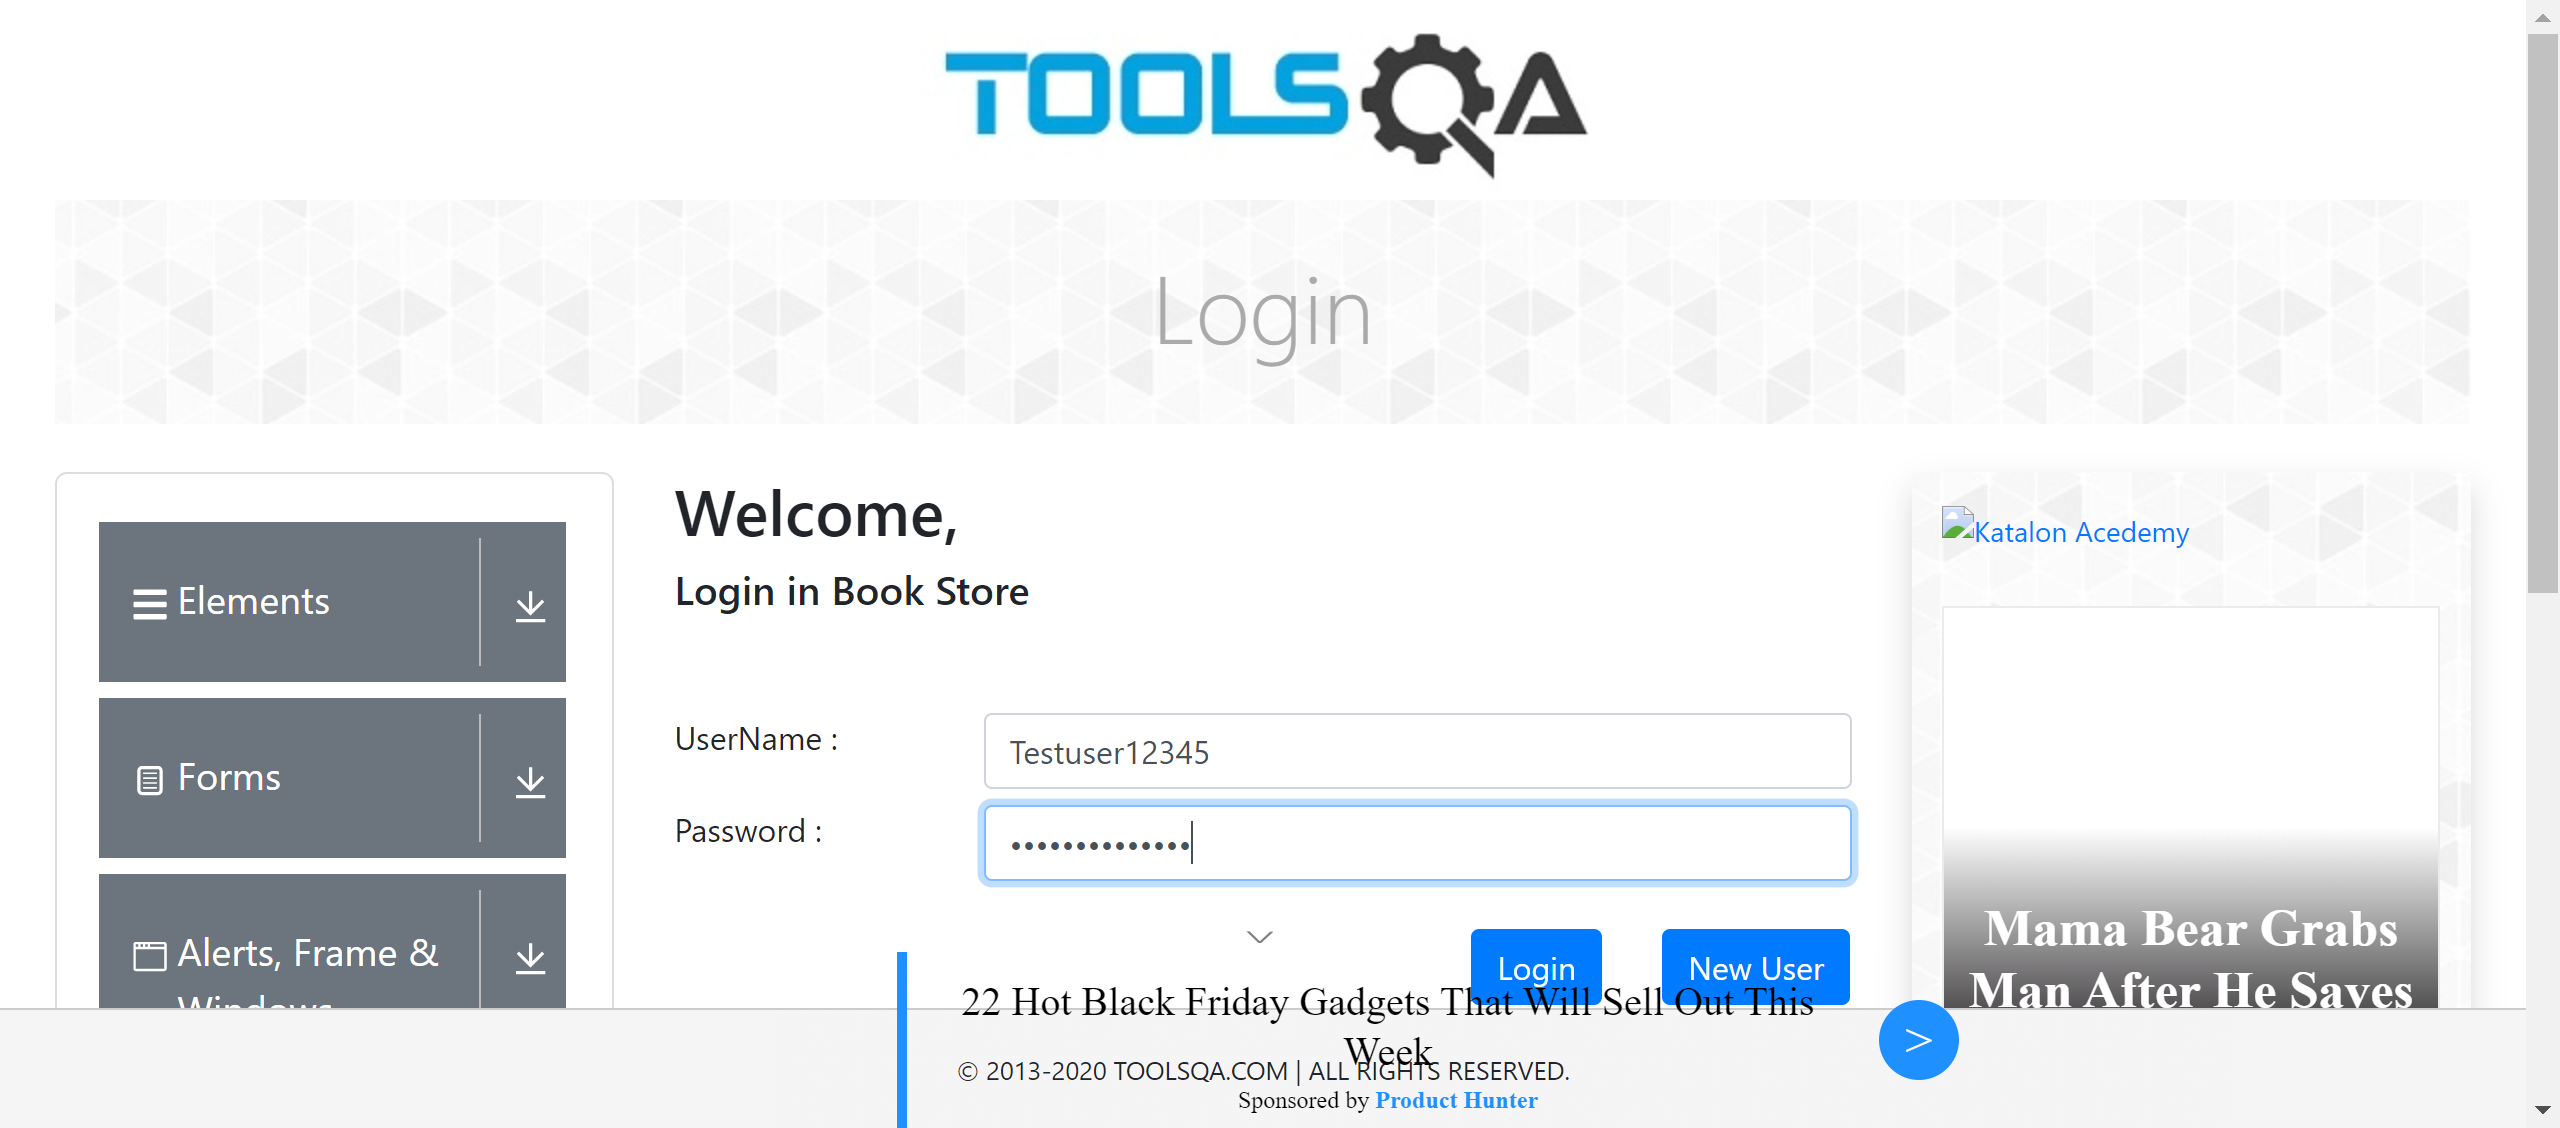 TOOLSQA
Login
Elements
Forms
Alerts, Frame &
Windows
Welcome,
Login in Book Store
UserName :
Testuser12345
Password :
••••••••••••••
Login
New User
Katalon Acedemy
Mama Bear Grabs
Man After He Saves
22 Hot Black Friday Gadgets That Will Sell Out This
Week
>
© 2013-2020 TOOLSQA.COM | ALL RIGHTS RESERVED.
Sponsored by Product Hunter